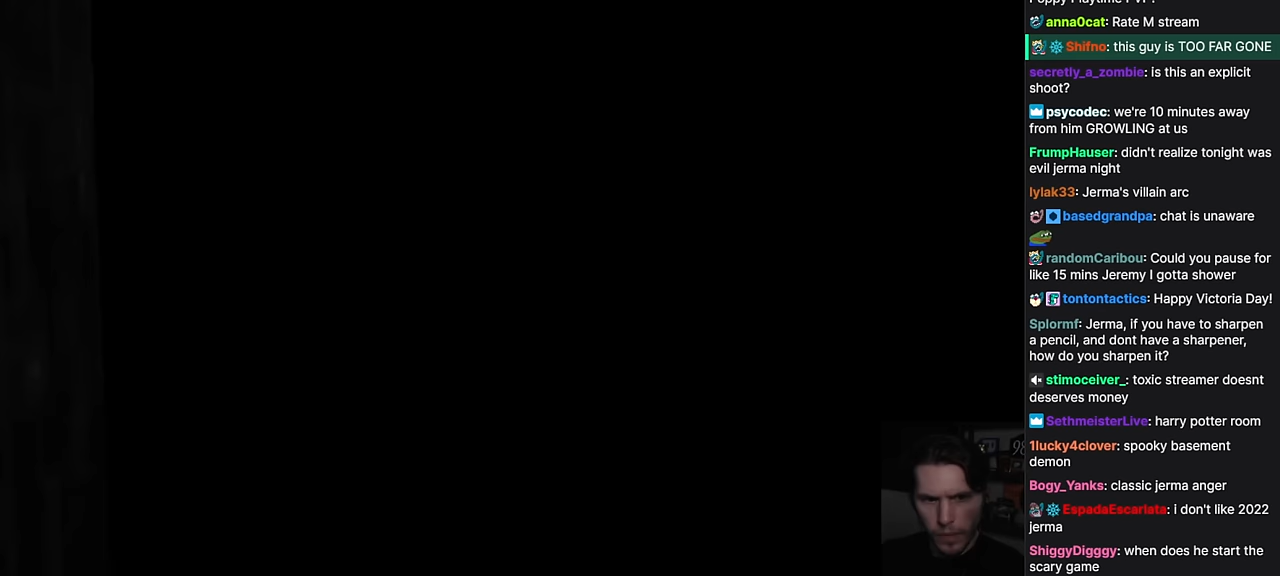 anna0cat: Rate M stream
Shifno: this guy is TOO FAR GONE
secretly_a_zombie: is this an explicit
shoot?
psycodec: we're 10 minutes away
from him GROWLING at us
FrumpHauser: didn't realize tonight was
evil jerma night
lylak33: Jerma's villain arc
basedgrandpa: chat is unaware
randomCaribou: Could you pause for
like 15 mins Jeremy I gotta shower
tontontactics: Happy Victoria Day!
Splormf: Jerma, if you have to sharpen
a pencil, and dont have a sharpener,
how do you sharpen it?
stimoceiver_: toxic streamer doesnt
deserves money
SethmeisterLive: harry potter room
1lucky4clover: spooky basement
demon
Bogy_Yanks: classic jerma anger
EspadaEscarlata: i don't like 2022
jerma
ShiggyDigggy: when does he start the
scary game